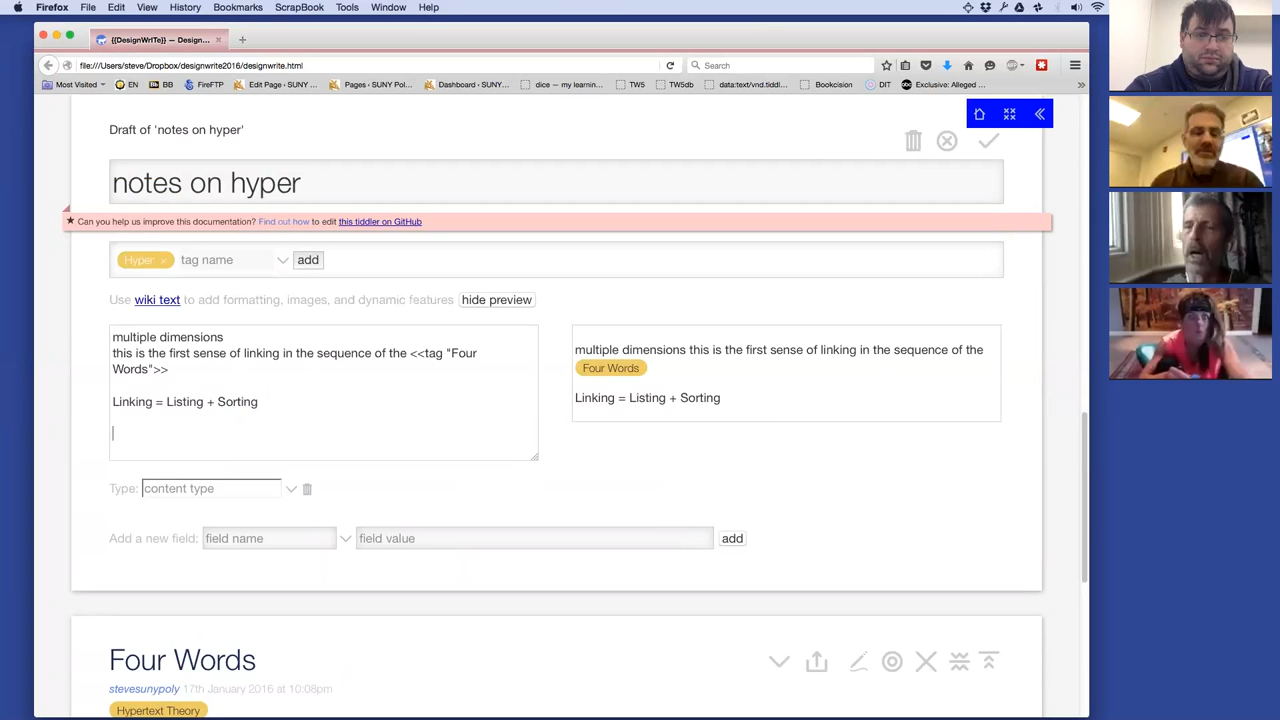 Firefox File Edit View History Bookmarks ScrapBook Tools Window Help
{{DesignWrITe}} — Design...
file:///Users/steve/Dropbox/designwrite2016/designwrite.html
Search
Most Visited EN BB FireFTP Edit Page ‹ SUNY ... Pages ‹ SUNY Pol... Dashboard ‹ SUNY... dice — my learnin... TW5 TW5db data:text/vnd.tiddl... Bookcision DIT Exclusive: Alleged ...
Draft of 'notes on hyper'
notes on hyper
Can you help us improve this documentation? Find out how to edit this tiddler on GitHub
Hyper × tag name add
Use wiki text to add formatting, images, and dynamic features hide preview
multiple dimensions
this is the first sense of linking in the sequence of the <<tag "Four
Words">>
Linking = Listing + Sorting
multiple dimensions this is the first sense of linking in the sequence of the
Four Words
Linking = Listing + Sorting
Type: content type
Add a new field: field name field value add
Four Words
stevesunypoly 17th January 2016 at 10:08pm
Hypertext Theory